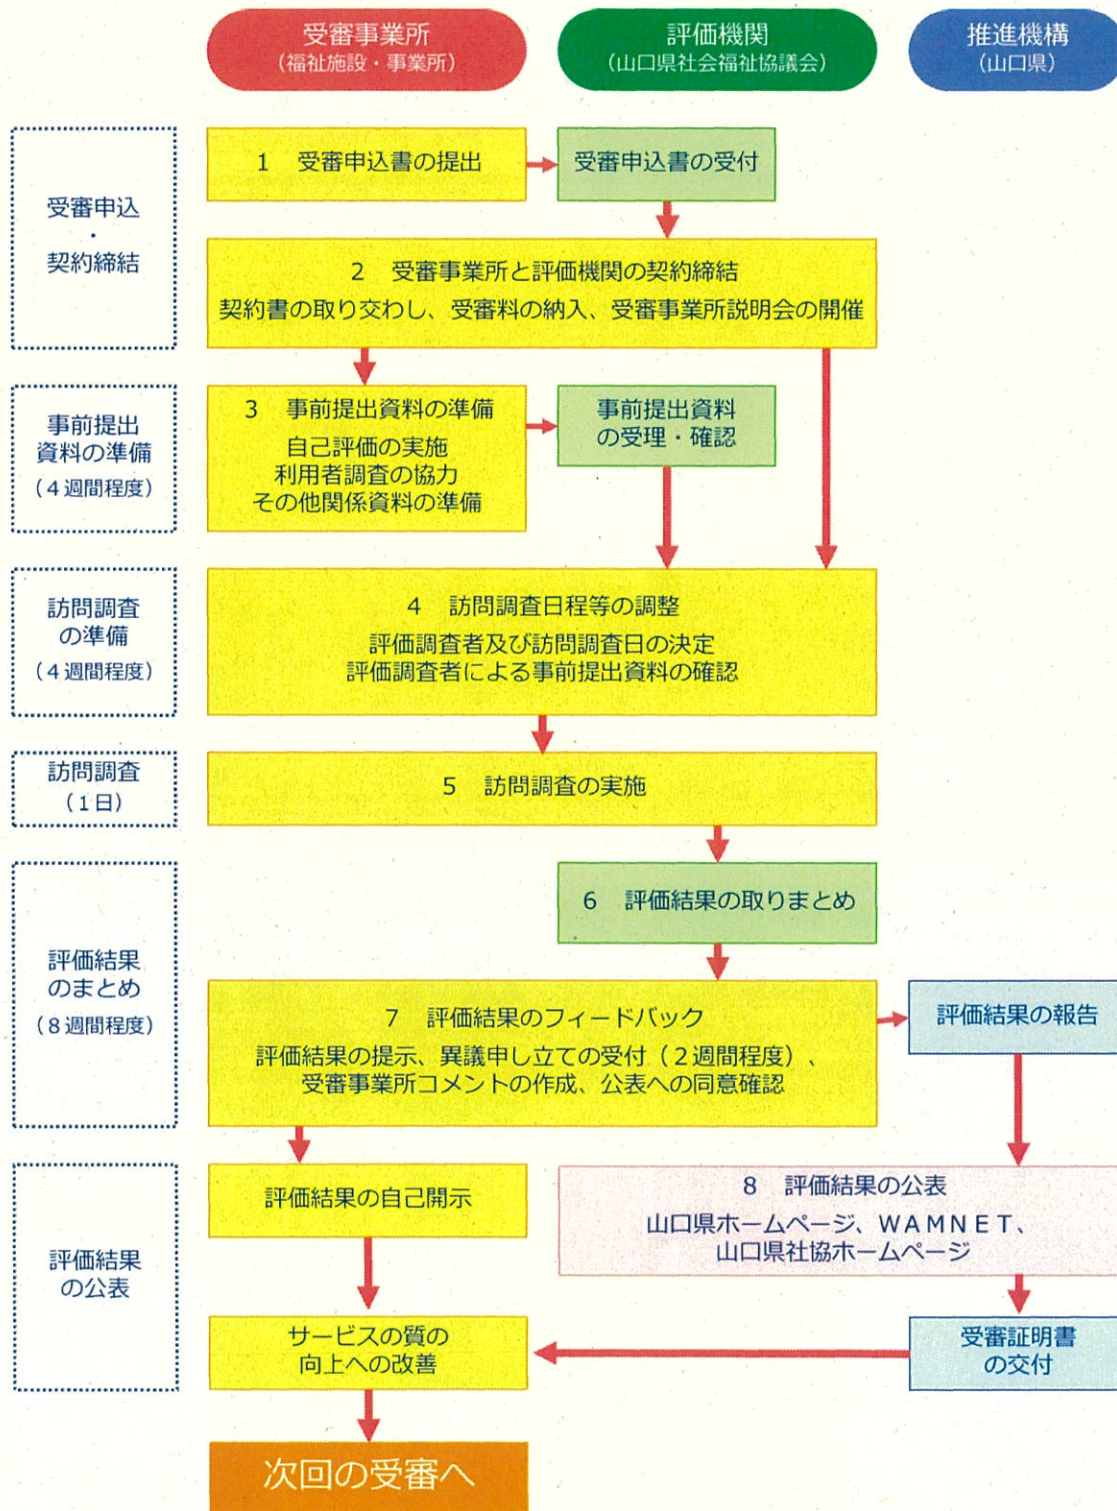 受審事業所
(福祉施設・事業所)
評価機関
(山口県社会福祉協議会)
推進機構
(山口県)
受審申込
・
契約締結
1 受審申込書の提出
受審申込書の受付
2 受審事業所と評価機関の契約締結
契約書の取り交わし、受審料の納入、受審事業所説明会の開催
事前提出
資料の準備
(4週間程度)
3 事前提出資料の準備
自己評価の実施
利用者調査の協力
その他関係資料の準備
事前提出資料
の受理・確認
訪問調査
の準備
(4週間程度)
4 訪問調査日程等の調整
評価調査者及び訪問調査日の決定
評価調査者による事前提出資料の確認
訪問調査
(1日)
5 訪問調査の実施
評価結果
のまとめ
(8週間程度)
6 評価結果の取りまとめ
7 評価結果のフィードバック
評価結果の提示、異議申し立ての受付(2週間程度)、
受審事業所コメントの作成、公表への同意確認
評価結果の報告
評価結果
の公表
評価結果の自己開示
8 評価結果の公表
山口県ホームページ、WAMNET、
山口県社協ホームページ
サービスの質の
向上への改善
受審証明書
の交付
次回の受審へ